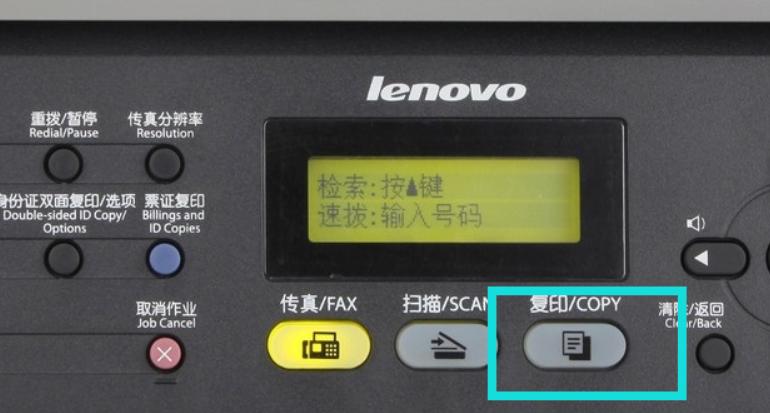 lenovo
重拨/暂停
Redial/Pause
传真分辨率
Resolution
检索:按▲键
速拨:输入号码
身份证双面复印/选项
Double-sided ID Copy/
Options
票证复印
Billings and
ID Copies
取消作业
Job Cancel
传真/FAX
扫描/SCAN
复印/COPY
清除/返回
Clear/Back